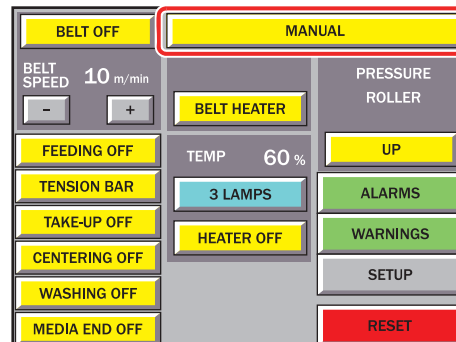 BELT OFF
MANUAL
BELT
SPEED 10 m/min
- +
BELT HEATER
PRESSURE
ROLLER
FEEDING OFF
TEMP 60 %
UP
TENSION BAR
3 LAMPS
ALARMS
TAKE-UP OFF
HEATER OFF
WARNINGS
CENTERING OFF
SETUP
WASHING OFF
MEDIA END OFF
RESET